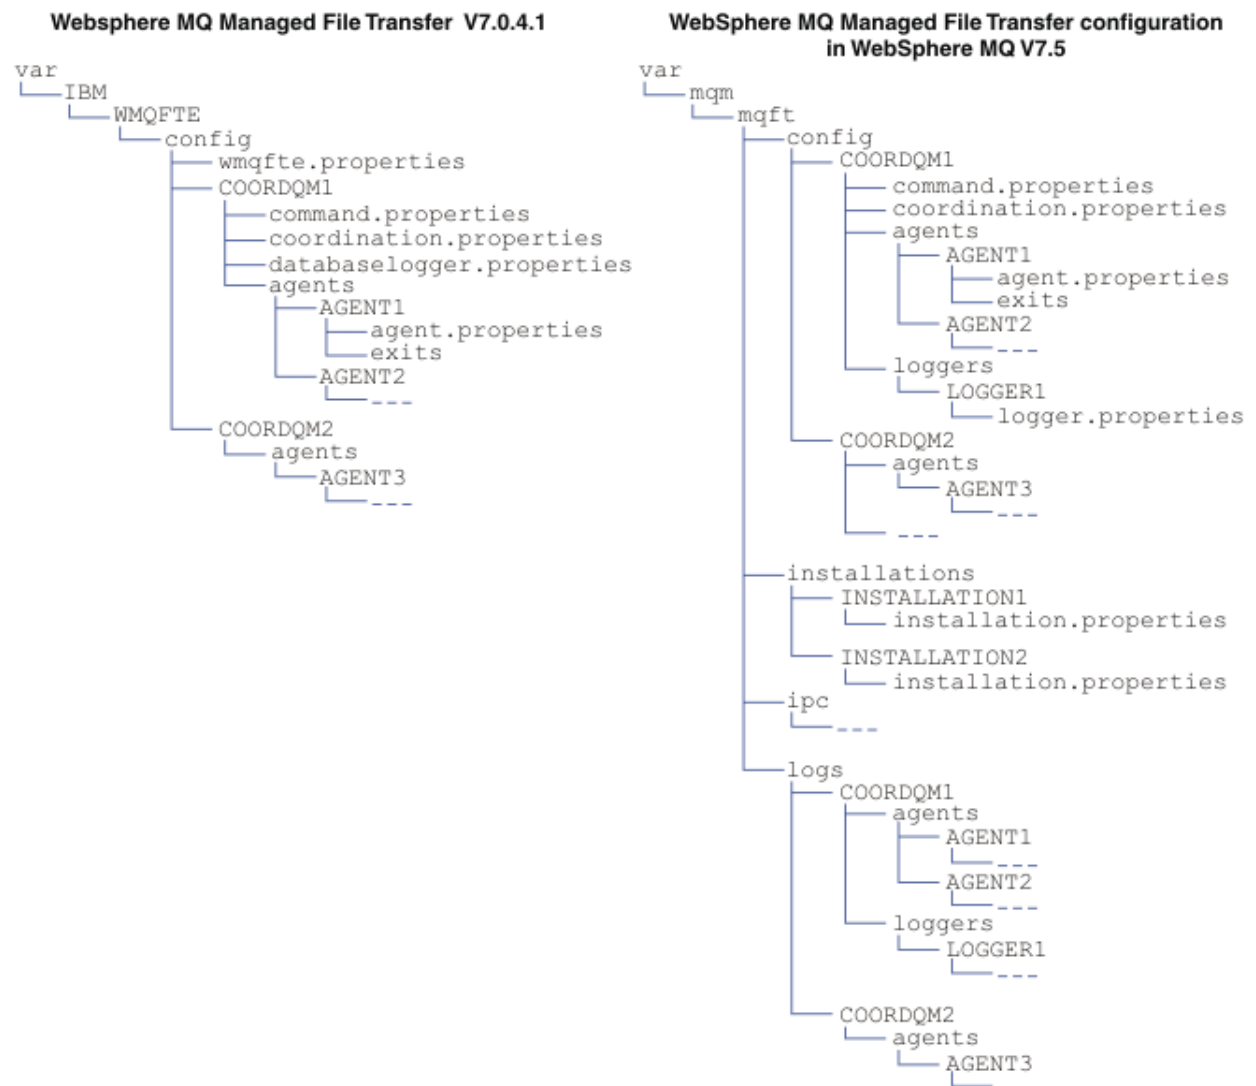 Websphere MQ Managed File Transfer V7.0.4.1
var
IBM
WMQFTE
config
wmqfte.properties
COORDQM1
command.properties
coordination.properties
databaselogger.properties
agents
AGENT1
agent.properties
exits
AGENT2
---
COORDQM2
agents
AGENT3
---
WebSphere MQ Managed File Transfer configuration
in WebSphere MQ V7.5
var
mqm
mqft
config
COORDQM1
command.properties
coordination.properties
agents
AGENT1
agent.properties
exits
AGENT2
---
loggers
LOGGER1
logger.properties
COORDQM2
agents
AGENT3
---
---
installations
INSTALLATION1
installation.properties
INSTALLATION2
installation.properties
ipc
---
logs
COORDQM1
agents
AGENT1
---
AGENT2
---
loggers
LOGGER1
---
COORDQM2
agents
AGENT3